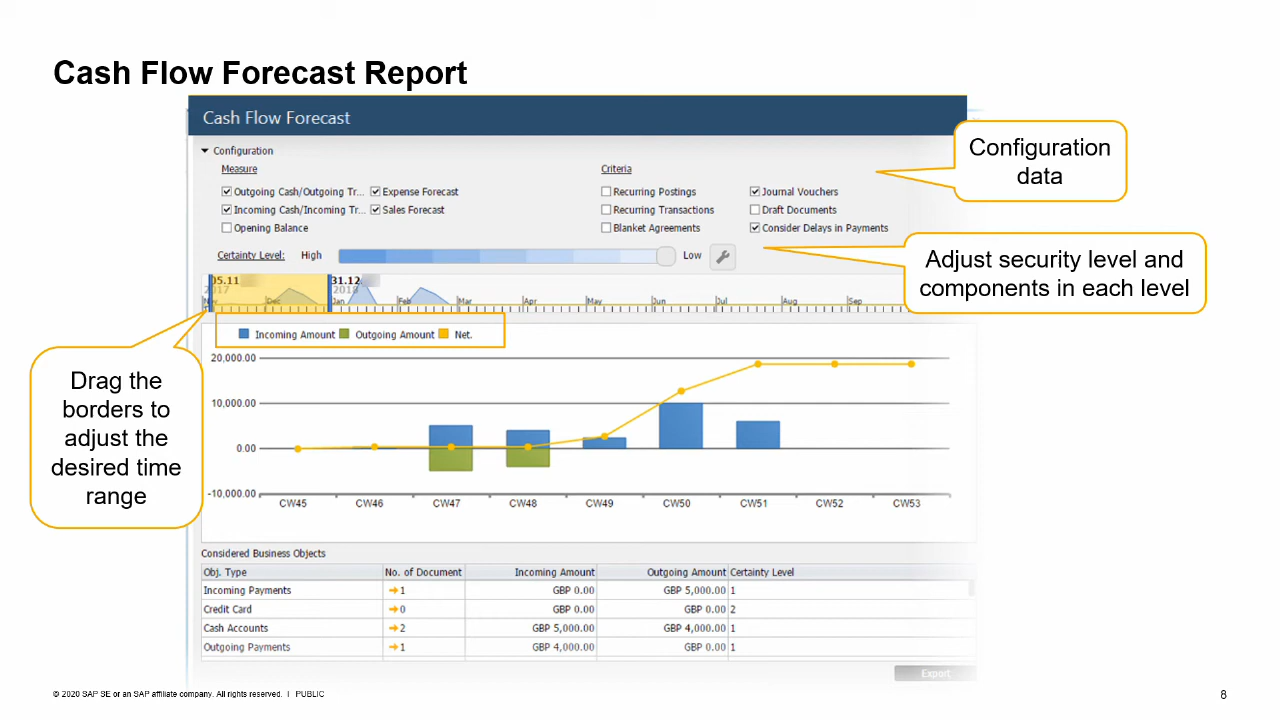 Cash Flow Forecast Report
Cash Flow Forecast
Configuration
Measure
Criteria
Outgoing Cash/Outgoing Tr... Expense Forecast
Recurring Postings Journal Vouchers
Incoming Cash/Incoming Tr... Sales Forecast
Recurring Transactions Draft Documents
Opening Balance
Blanket Agreements Consider Delays in Payments
Certainty Level: High Low
Configuration
data
Adjust security level and
components in each level
05.11 31.12
2017 2018
Nov Dec Jan Feb Mar Apr May Jun Jul Aug Sep
Incoming Amount Outgoing Amount Net.
Drag the
borders to
adjust the
desired time
range
20,000.00
10,000.00
0.00
-10,000.00
CW45 CW46 CW47 CW48 CW49 CW50 CW51 CW52 CW53
Considered Business Objects
Obj. Type No. of Document Incoming Amount Outgoing Amount Certainty Level
Incoming Payments 1 GBP 0.00 GBP 5,000.00 1
Credit Card 0 GBP 0.00 GBP 0.00 2
Cash Accounts 2 GBP 5,000.00 GBP 4,000.00 1
Outgoing Payments 1 GBP 4,000.00 GBP 0.00 1
Export
© 2020 SAP SE or an SAP affiliate company. All rights reserved. | PUBLIC
8